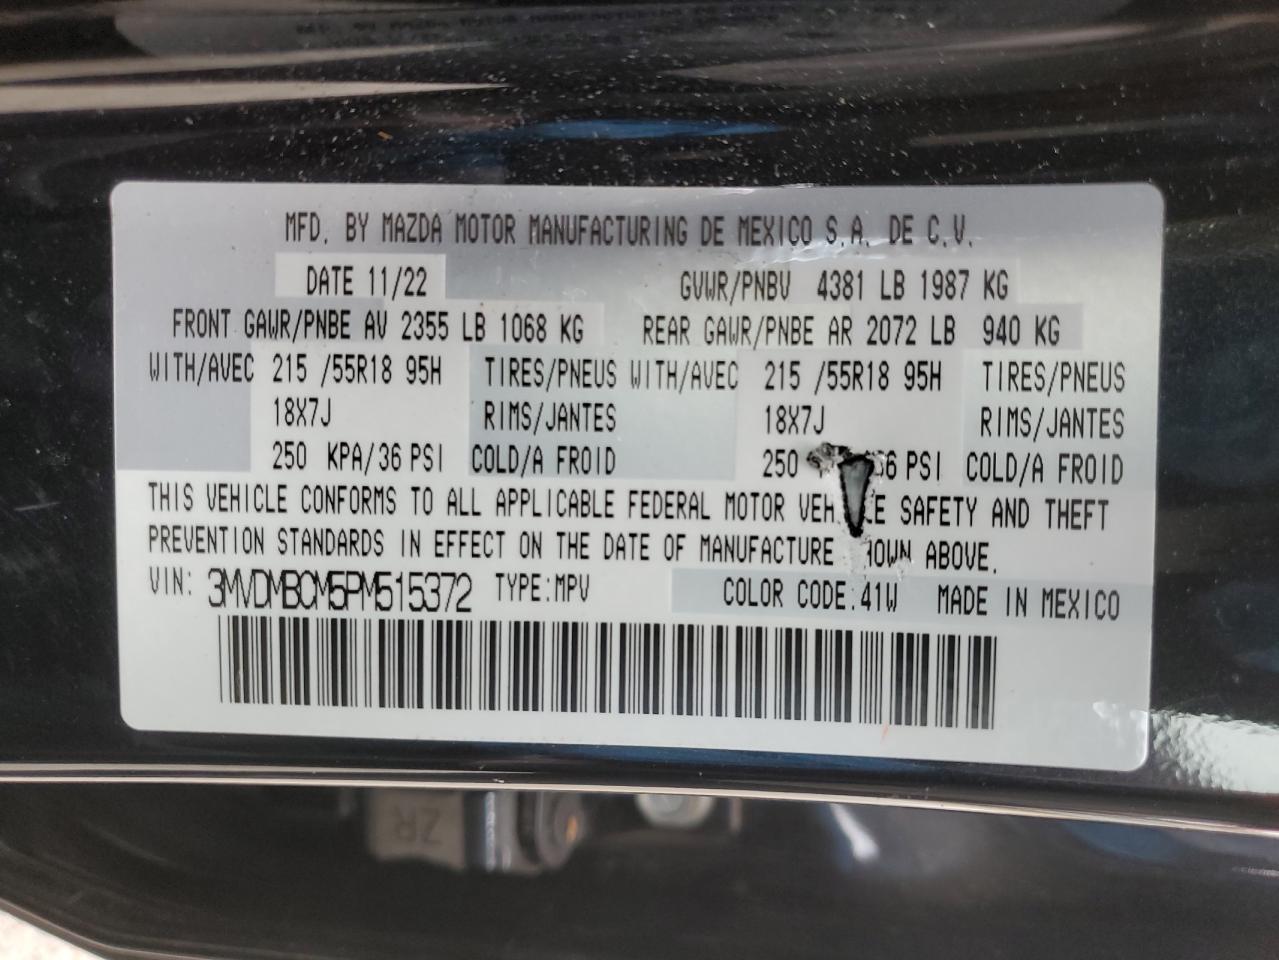 MFD. BY MAZDA MOTOR MANUFACTURING DE MEXICO S.A. DE C.V.
DATE 11/22 GVWR/PNBV 4381 LB 1987 KG
FRONT GAWR/PNBE AV 2355 LB 1068 KG REAR GAWR/PNBE AR 2072 LB 940 KG
WITH/AVEC 215 /55R18 95H TIRES/PNEUS WITH/AVEC 215 /55R18 95H TIRES/PNEUS
18X7J RIMS/JANTES 18X7J RIMS/JANTES
250 KPA/36 PSI COLD/A FROID 250 PSI COLD/A FROID
THIS VEHICLE CONFORMS TO ALL APPLICABLE FEDERAL MOTOR SAFETY AND THEFT
PREVENTION STANDARDS IN EFFECT ON THE DATE OF MANUFACTURE ABOVE.
VIN: 3MVDMBCM5PM515372 TYPE:MPV COLOR CODE:41W MADE IN MEXICO
ZR